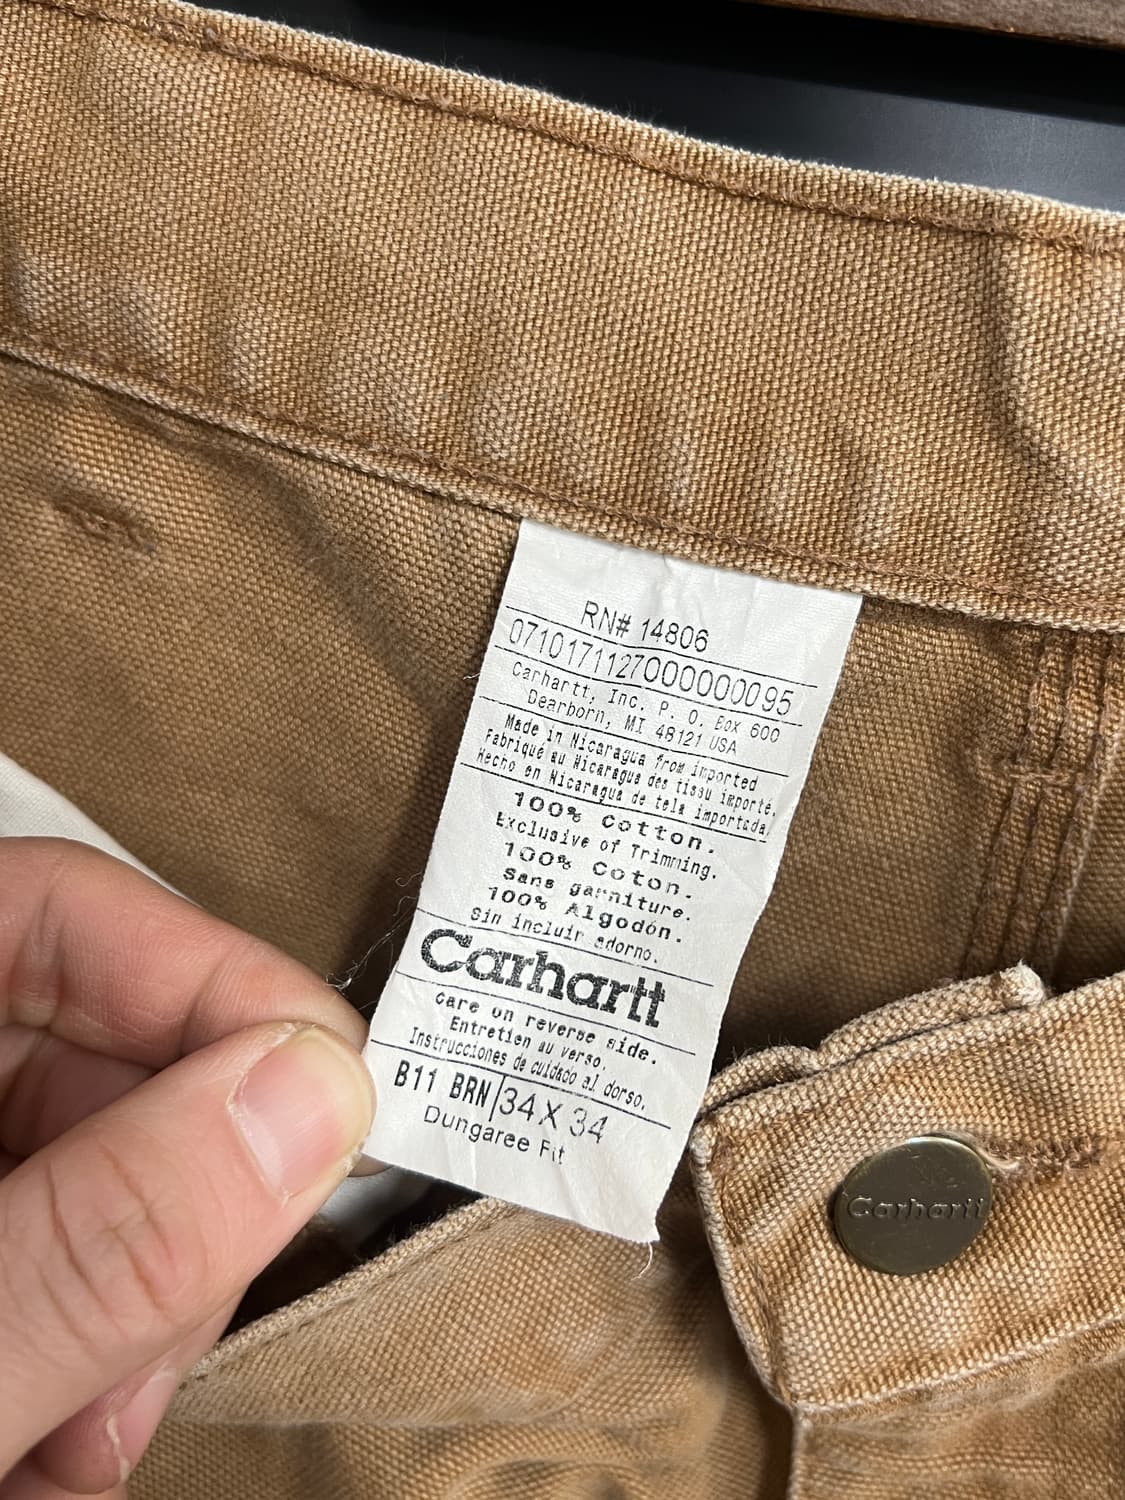 RN# 14806
0710171127000000095
Carhartt, Inc. P. O. Box 600
Dearborn, MI 48121 USA
Made in Nicaragua from imported
Fabriqué au Nicaragua des tissu importé.
Hecho en Nicaragua de tela importada.
100% Cotton.
Exclusive of Trimming.
100% Coton.
Sans garniture.
100% Algodón.
Sin incluir adorno.
Carhartt
Care on reverse side.
Entretien au verso.
Instrucciones de cuidado al dorso.
B11 BRN 34 X 34
Dungaree Fit
Carhartt